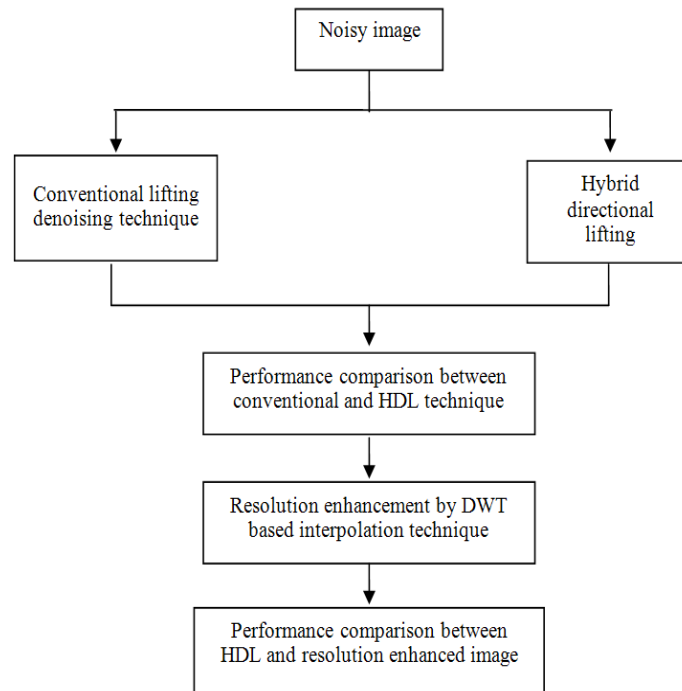 Noisy image
Conventional lifting
denoising technique
Hybrid
directional
lifting
Performance comparison between
conventional and HDL technique
Resolution enhancement by DWT
based interpolation technique
Performance comparison between
HDL and resolution enhanced image